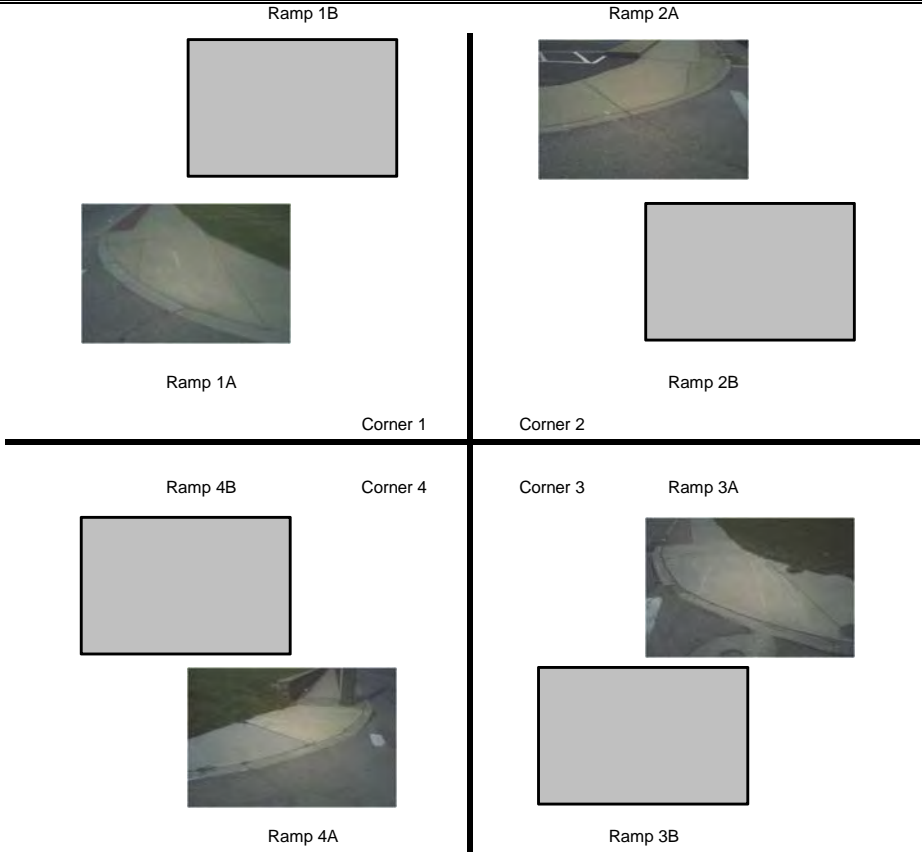 Ramp 1B Ramp 2A
Ramp 1A Ramp 2B
Corner 1 Corner 2
Ramp 4B Corner 4 Corner 3 Ramp 3A
Ramp 4A Ramp 3B